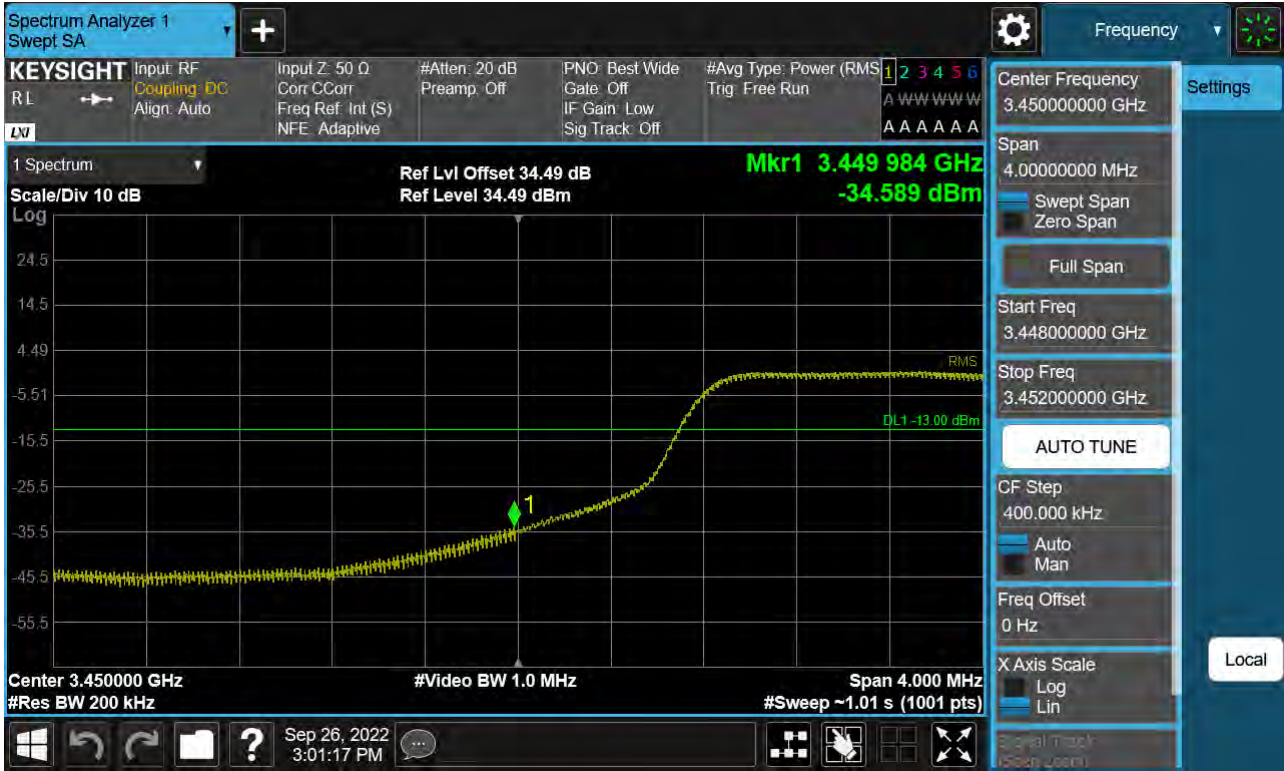 Spectrum Analyzer 1
Swept SA
+
Frequency
KEYSIGHT
R L
LXI
Input: RF
Coupling: DC
Align: Auto
Input Z: 50 Ω
Corr CCorr
Freq Ref: Int (S)
NFE: Adaptive
#Atten: 20 dB
Preamp: Off
PNO: Best Wide
Gate: Off
IF Gain: Low
Sig Track: Off
#Avg Type: Power (RMS
Trig: Free Run
1 2 3 4 5 6
A W W W W W
A A A A A A
1 Spectrum
Scale/Div 10 dB
Log
Ref Lvl Offset 34.49 dB
Ref Level 34.49 dBm
Mkr1 3.449 984 GHz
-34.589 dBm
24.5
14.5
4.49
-5.51
-15.5
-25.5
-35.5
-45.5
-55.5
RMS
DL1 -13.00 dBm
1
Center 3.450000 GHz
#Res BW 200 kHz
#Video BW 1.0 MHz
Span 4.000 MHz
#Sweep ~1.01 s (1001 pts)
Center Frequency
3.450000000 GHz
Span
4.00000000 MHz
Swept Span
Zero Span
Full Span
Start Freq
3.448000000 GHz
Stop Freq
3.452000000 GHz
AUTO TUNE
CF Step
400.000 kHz
Auto
Man
Freq Offset
0 Hz
X Axis Scale
Log
Lin
Signal Track
(Span Zoom)
Settings
Local
?
Sep 26, 2022
3:01:17 PM